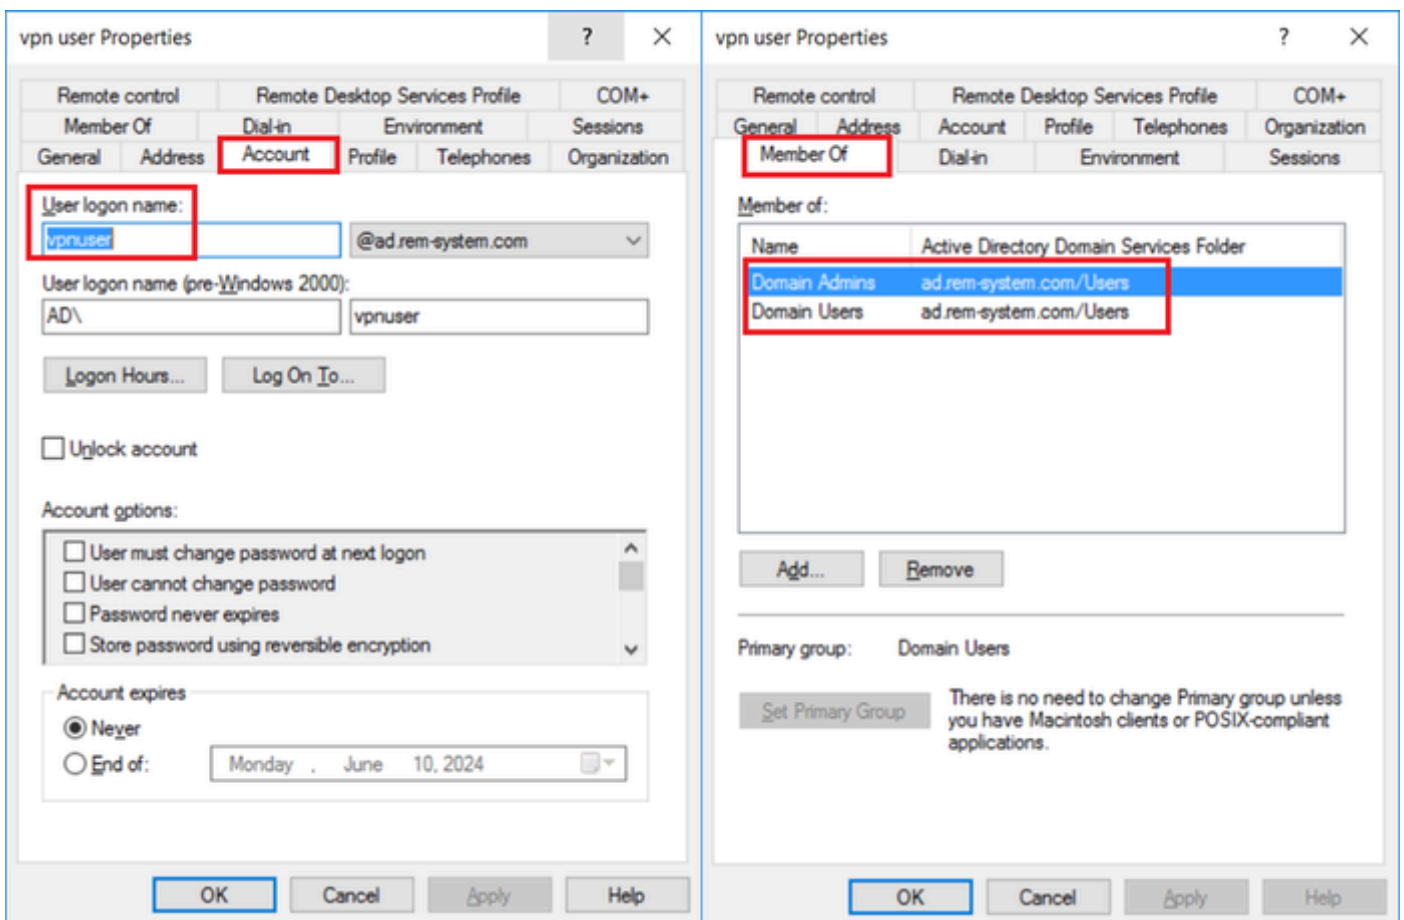 vpn user Properties ? ×
Remote control Remote Desktop Services Profile COM+
Member Of Dial-in Environment Sessions
General Address Account Profile Telephones Organization
User logon name:
vpnuser @ad.rem-system.com
User logon name (pre-Windows 2000):
AD\ vpnuser
Logon Hours... Log On To...
Unlock account
Account options:
User must change password at next logon
User cannot change password
Password never expires
Store password using reversible encryption
Account expires
Never
End of: Monday , June 10, 2024
OK Cancel Apply Help
vpn user Properties ? ×
Remote control Remote Desktop Services Profile COM+
General Address Account Profile Telephones Organization
Member Of Dial-in Environment Sessions
Member of:
Name Active Directory Domain Services Folder
Domain Admins ad.rem-system.com/Users
Domain Users ad.rem-system.com/Users
Add... Remove
Primary group: Domain Users
Set Primary Group
There is no need to change Primary group unless
you have Macintosh clients or POSIX-compliant
applications.
OK Cancel Apply Help